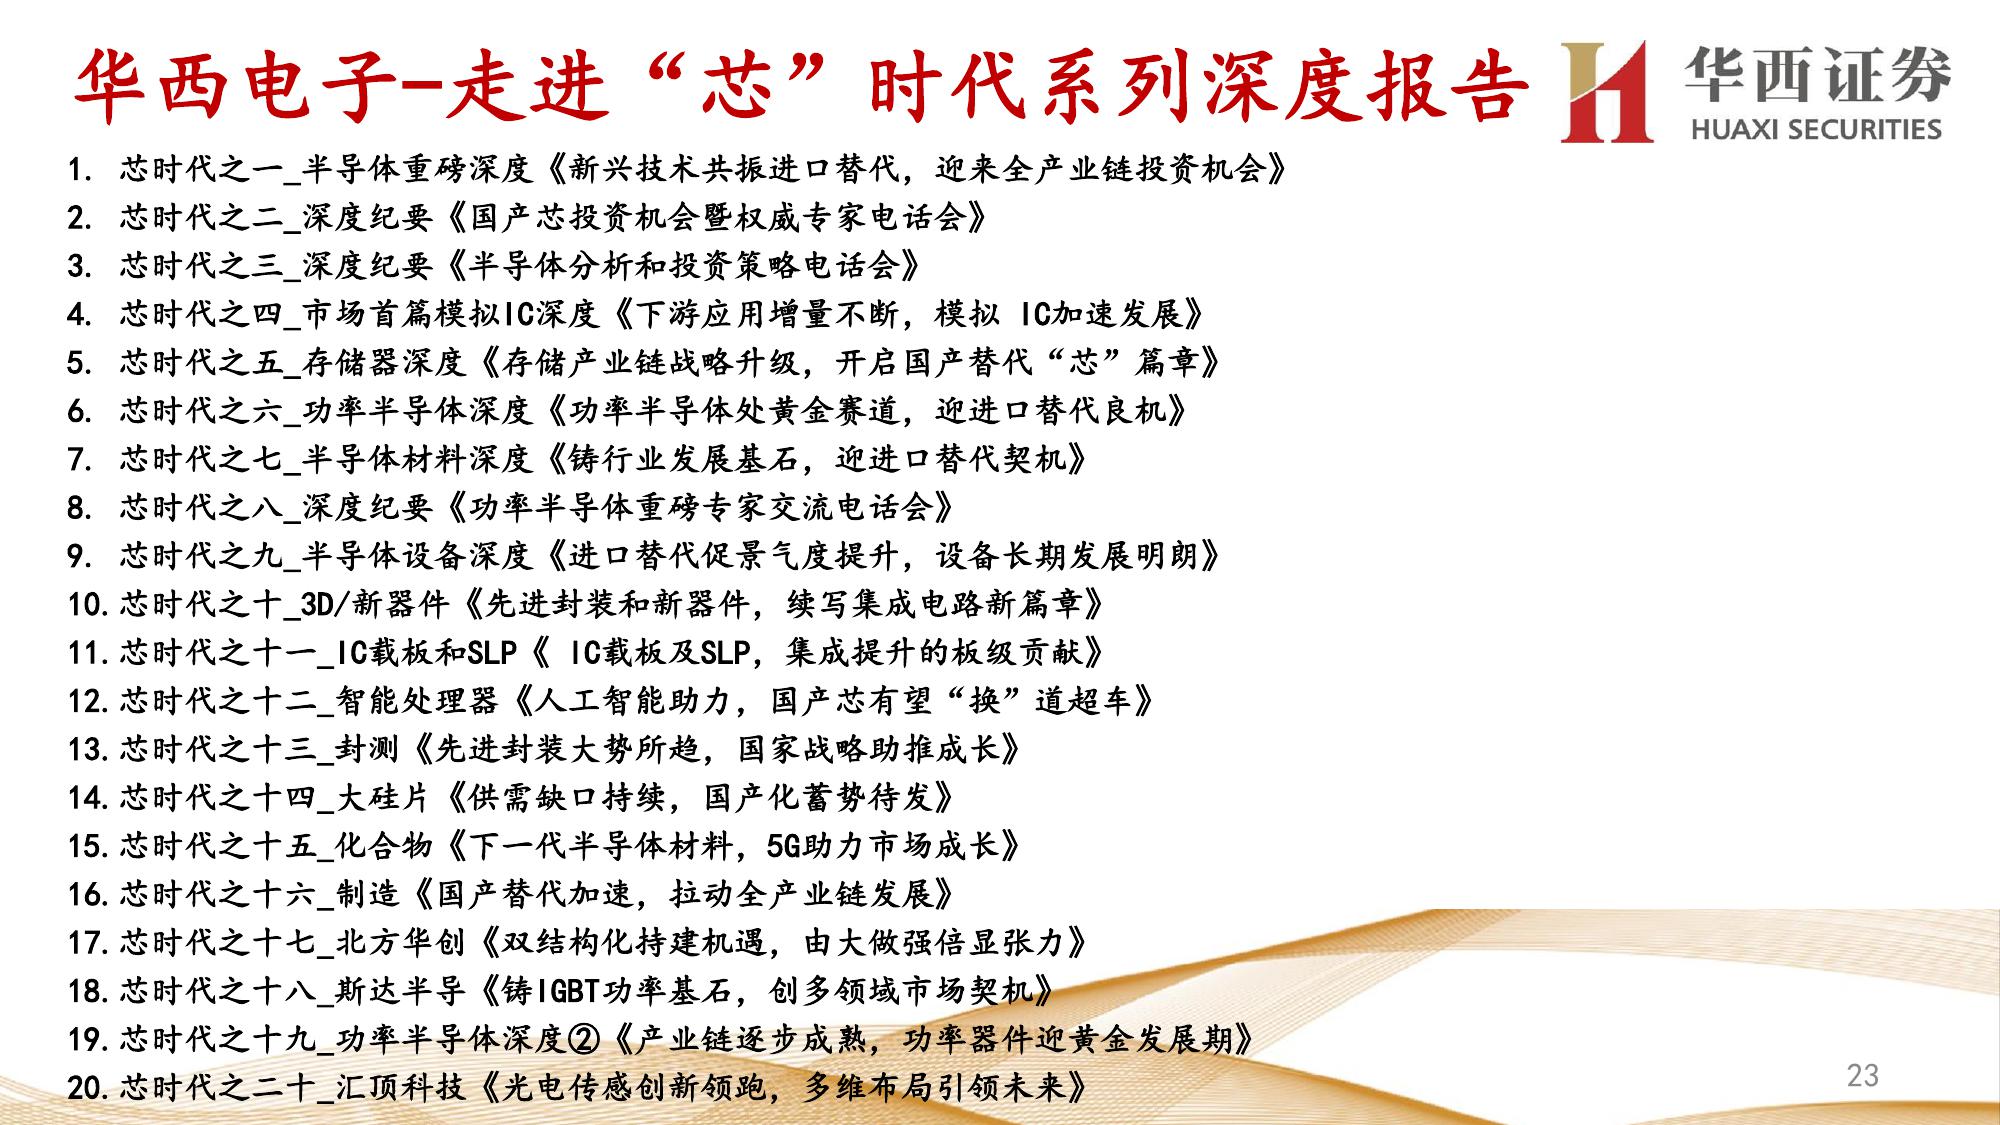 华西电子-走进“芯”时代系列深度报告
华西证券
HUAXI SECURITIES
1. 芯时代之一_半导体重磅深度《新兴技术共振进口替代，迎来全产业链投资机会》
2. 芯时代之二_深度纪要《国产芯投资机会暨权威专家电话会》
3. 芯时代之三_深度纪要《半导体分析和投资策略电话会》
4. 芯时代之四_市场首篇模拟IC深度《下游应用增量不断，模拟 IC加速发展》
5. 芯时代之五_存储器深度《存储产业链战略升级，开启国产替代“芯”篇章》
6. 芯时代之六_功率半导体深度《功率半导体处黄金赛道，迎进口替代良机》
7. 芯时代之七_半导体材料深度《铸行业发展基石，迎进口替代契机》
8. 芯时代之八_深度纪要《功率半导体重磅专家交流电话会》
9. 芯时代之九_半导体设备深度《进口替代促景气度提升，设备长期发展明朗》
10. 芯时代之十_3D/新器件《先进封装和新器件，续写集成电路新篇章》
11. 芯时代之十一_IC载板和SLP《 IC载板及SLP，集成提升的板级贡献》
12. 芯时代之十二_智能处理器《人工智能助力，国产芯有望“换”道超车》
13. 芯时代之十三_封测《先进封装大势所趋，国家战略助推成长》
14. 芯时代之十四_大硅片《供需缺口持续，国产化蓄势待发》
15. 芯时代之十五_化合物《下一代半导体材料，5G助力市场成长》
16. 芯时代之十六_制造《国产替代加速，拉动全产业链发展》
17. 芯时代之十七_北方华创《双结构化持建机遇，由大做强倍显张力》
18. 芯时代之十八_斯达半导《铸IGBT功率基石，创多领域市场契机》
19. 芯时代之十九_功率半导体深度②《产业链逐步成熟，功率器件迎黄金发展期》
20. 芯时代之二十_汇顶科技《光电传感创新领跑，多维布局引领未来》
23